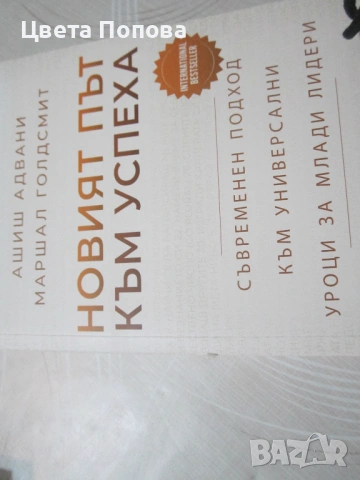 Цвета Попова
АШИШ АДВАНИ
МАРШАЛ ГОЛДСМИТ
НОВИЯТ ПЪТ
КЪМ УСПЕХА
INTERNATIONAL
BESTSELLER
СЪВРЕМЕНЕН ПОДХОД
КЪМ УНИВЕРСАЛНИ
УРОЦИ ЗА МЛАДИ ЛИДЕРИ
BAZAR